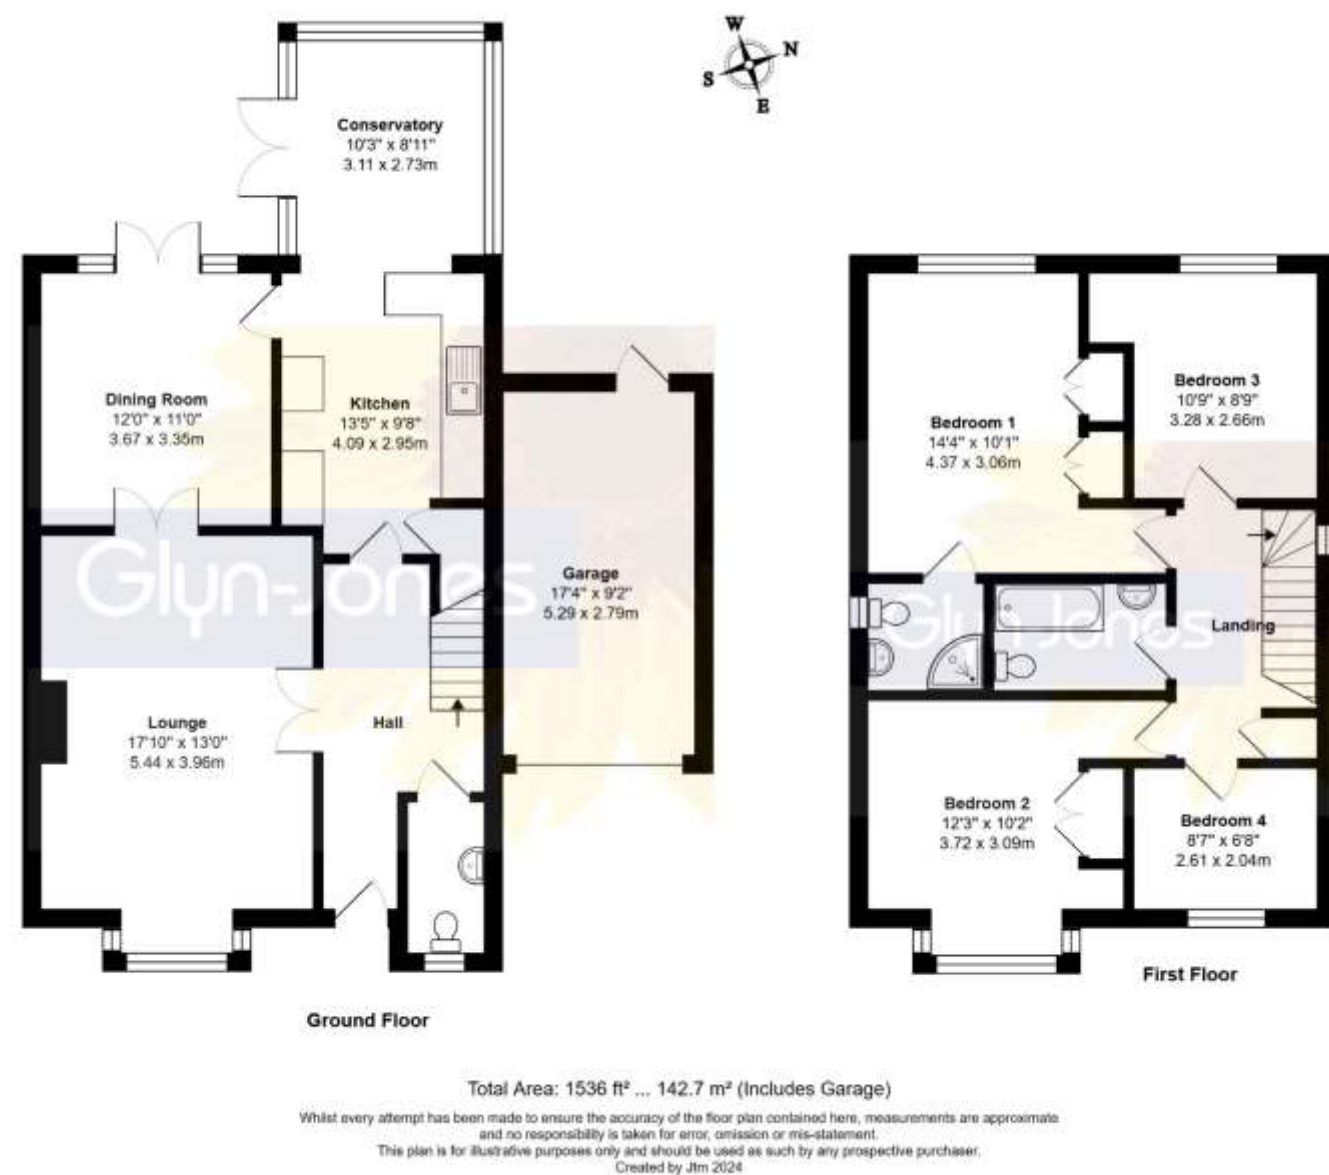 W
N
S
E
Conservatory
10'3" x 8'11"
3.11 x 2.73m
Dining Room
12'0" x 11'0"
3.67 x 3.35m
Kitchen
13'5" x 9'8"
4.09 x 2.95m
Garage
17'4" x 9'2"
5.29 x 2.79m
Lounge
17'10" x 13'0"
5.44 x 3.96m
Hall
Glyn-Jones
Ground Floor
Bedroom 1
14'4" x 10'1"
4.37 x 3.06m
Bedroom 3
10'9" x 8'9"
3.28 x 2.66m
Landing
Glyn-Jones
Bedroom 2
12'3" x 10'2"
3.72 x 3.09m
Bedroom 4
8'7" x 6'8"
2.61 x 2.04m
First Floor
Total Area: 1536 ft² ... 142.7 m² (Includes Garage)
Whilst every attempt has been made to ensure the accuracy of the floor plan contained here, measurements are approximate
and no responsibility is taken for error, omission or mis-statement.
This plan is for illustrative purposes only and should be used as such by any prospective purchaser.
Created by Jtm 2024